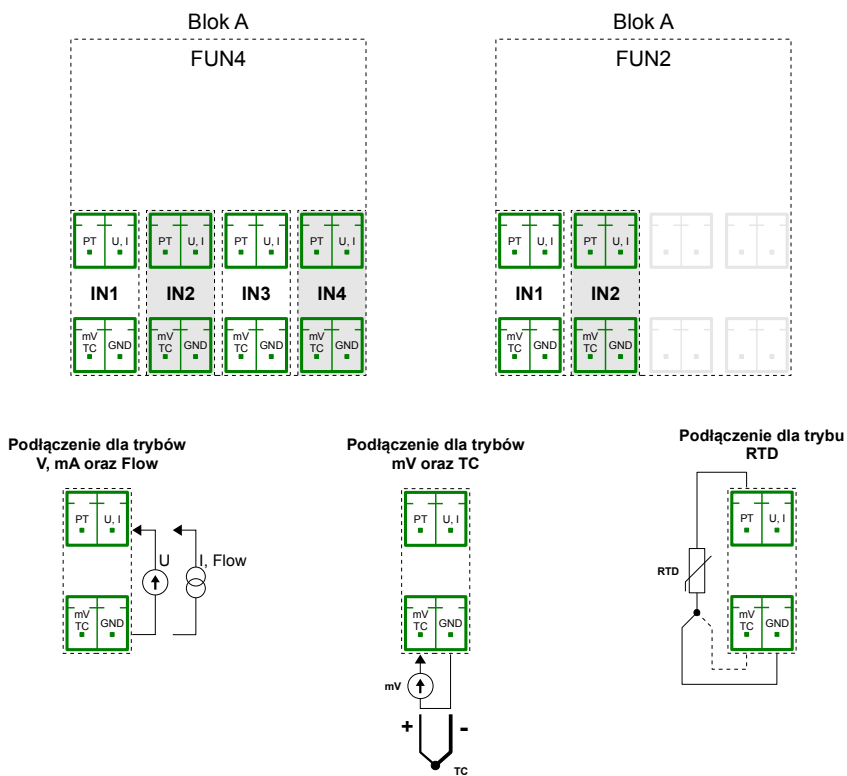 Blok A
FUN4
PT U, I PT U, I PT U, I PT U, I
IN1 IN2 IN3 IN4
mV TC GND mV TC GND mV TC GND mV TC GND
Blok A
FUN2
PT U, I PT U, I
IN1 IN2
mV TC GND mV TC GND
Podłączenie dla trybów
V, mA oraz Flow
PT U, I
U I, Flow
mV TC GND
Podłączenie dla trybów
mV oraz TC
PT U, I
mV TC GND
mV
+ -
TC
Podłączenie dla trybu
RTD
PT U, I
RTD
mV TC GND